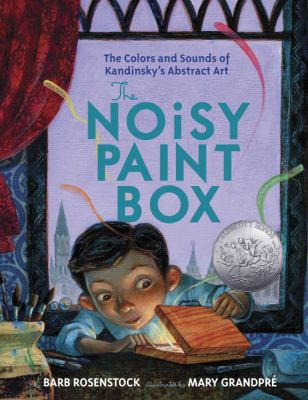 The Colors and Sounds of
Kandinsky's Abstract Art
The
NOiSY
PAINT
BOX
BARB ROSENSTOCK illustrated by MARY GRANDPRÉ